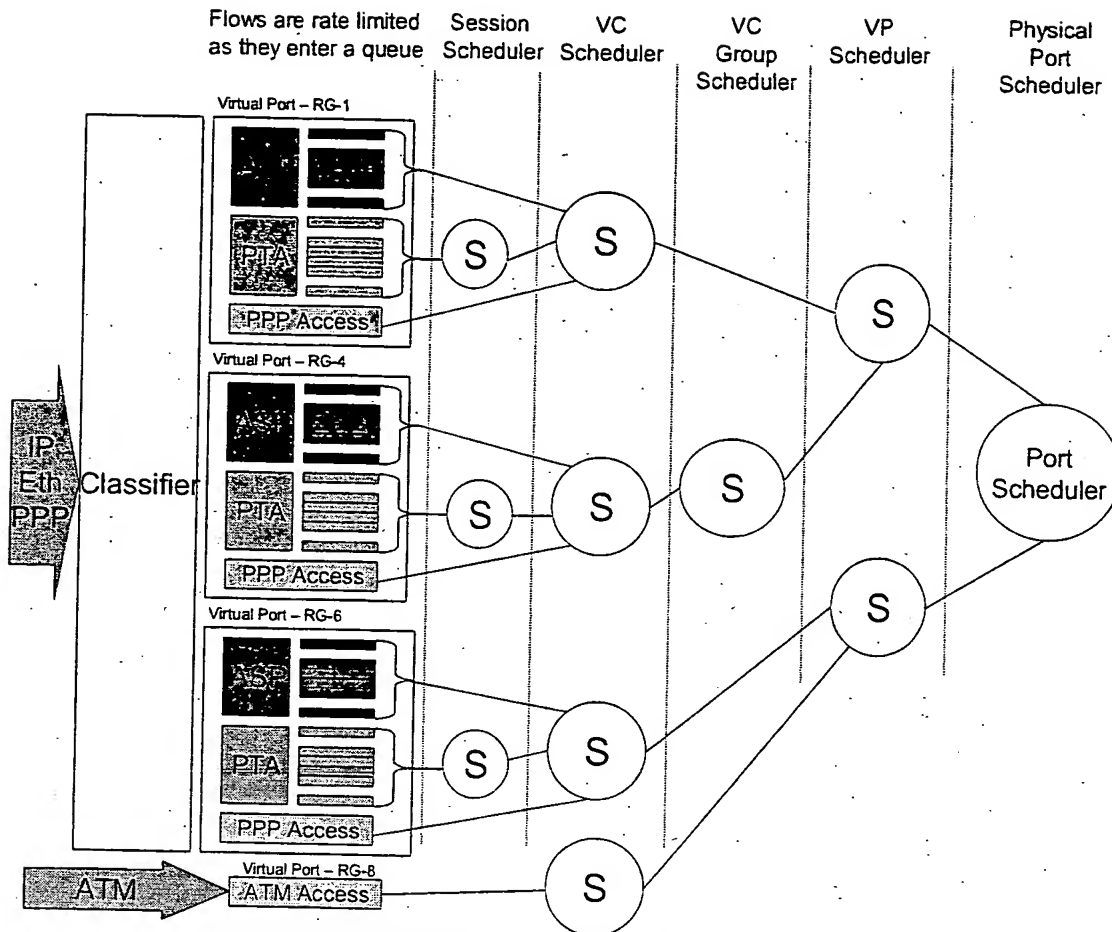 Flows are rate limited
as they enter a queue
Session
Scheduler
VC
Scheduler
VC
Group
Scheduler
VP
Scheduler
Physical
Port
Scheduler
Virtual Port – RG-1
PTA
S
S
PPP Access
S
Virtual Port – RG-4
ASP
IP
Eth
PPP
Classifier
PTA
S
S
S
Port
Scheduler
PPP Access
S
Virtual Port – RG-6
ASP
PTA
S
S
PPP Access
Virtual Port – RG-8
ATM
ATM Access
S